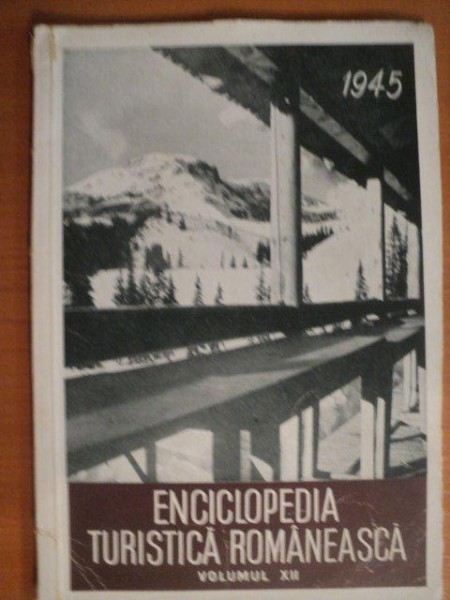 1945
ENCICLOPEDIA
TURISTICĂ ROMÂNEASCĂ
VOLUMUL XII